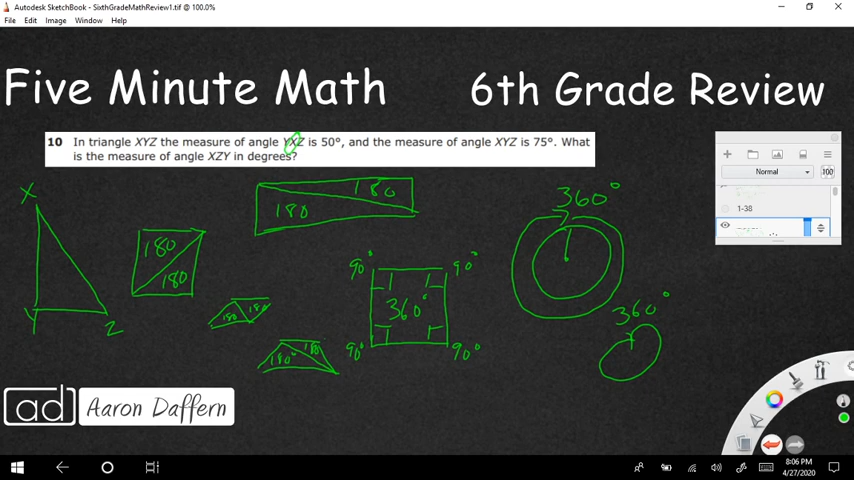 Autodesk SketchBook - SixthGradeMathReview1.tif @ 100.0%
File Edit Image Window Help
Five Minute Math 6th Grade Review
10 In triangle XYZ the measure of angle YXZ is 50°, and the measure of angle XYZ is 75°. What
is the measure of angle XZY in degrees?
Normal 100
1-38
X
Y
Z
180
180
180
180
180
180
180°
180
90°
90°
360°
90°
90°
360°
360°
ad Aaron Daffern
8:06 PM
4/27/2020